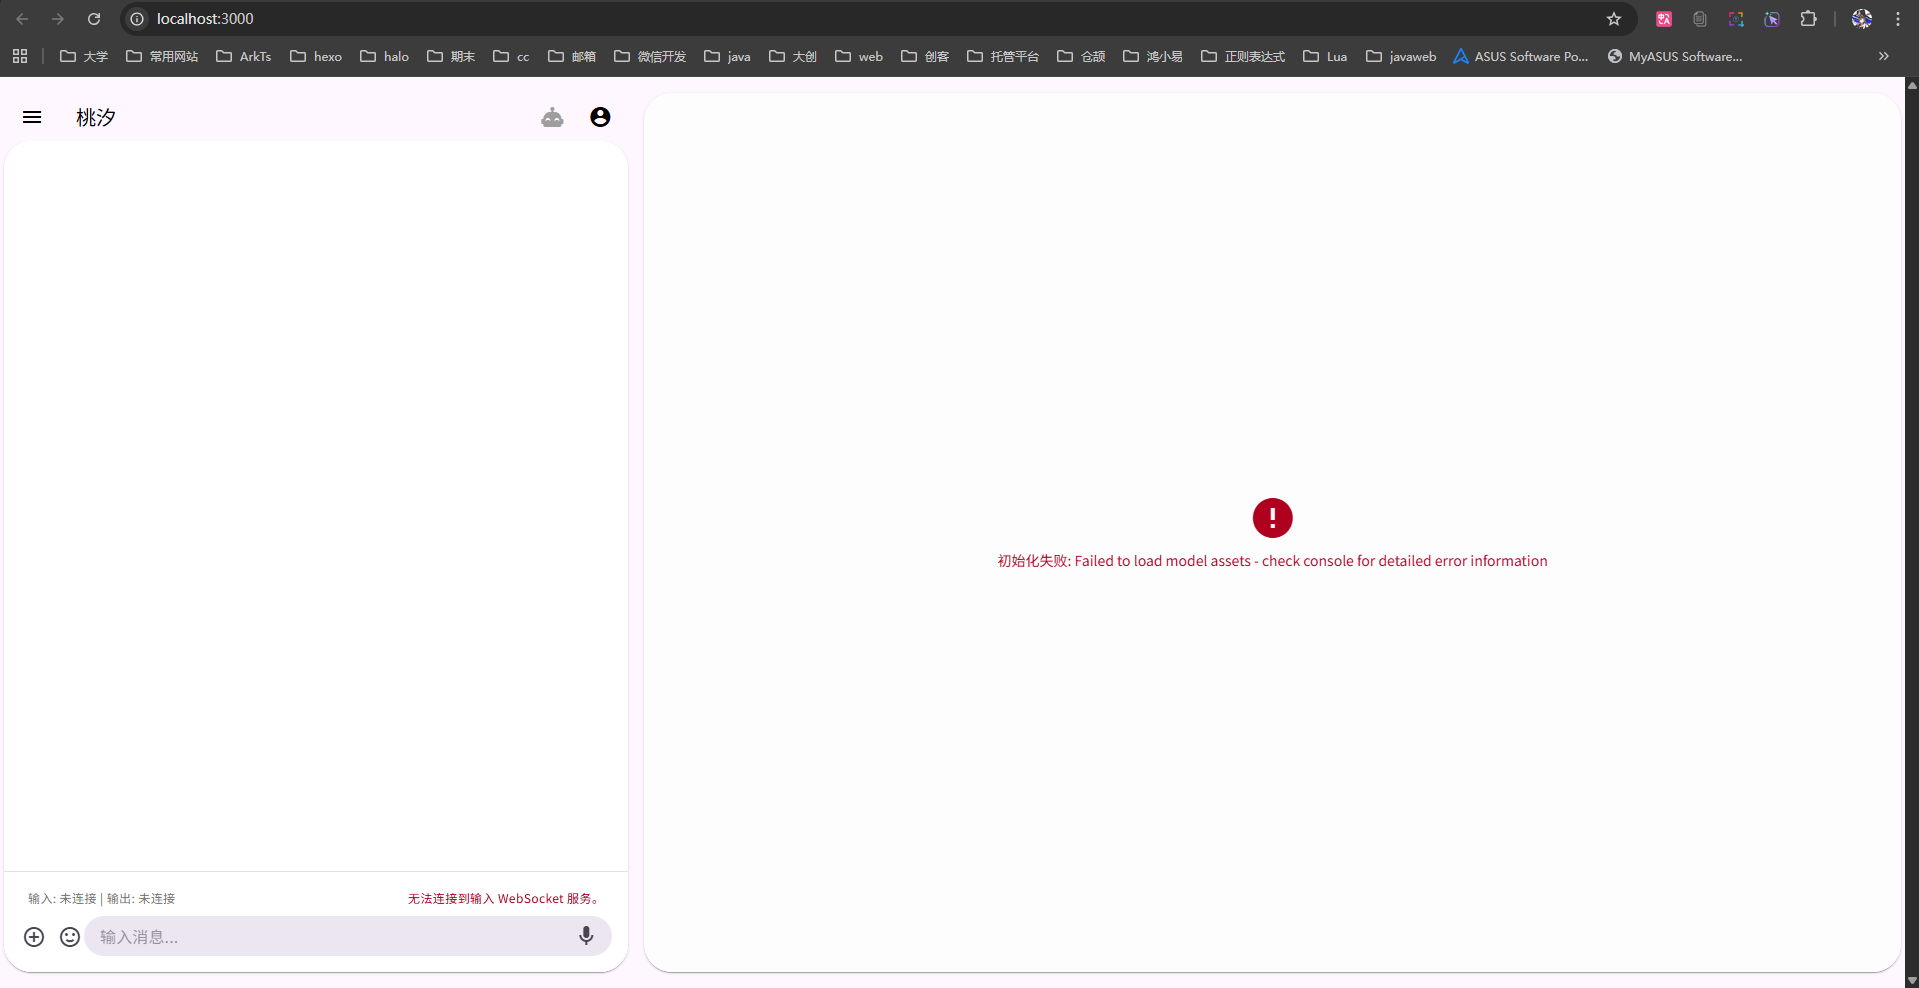 localhost:3000
大学
常用网站
ArkTs
hexo
halo
期末
cc
邮箱
微信开发
java
大创
web
创客
托管平台
仓颉
鸿小易
正则表达式
Lua
javaweb
ASUS Software Po...
MyASUS Software...
桃汐
初始化失败: Failed to load model assets - check console for detailed error information
输入: 未连接 | 输出: 未连接
无法连接到输入 WebSocket 服务。
输入消息...